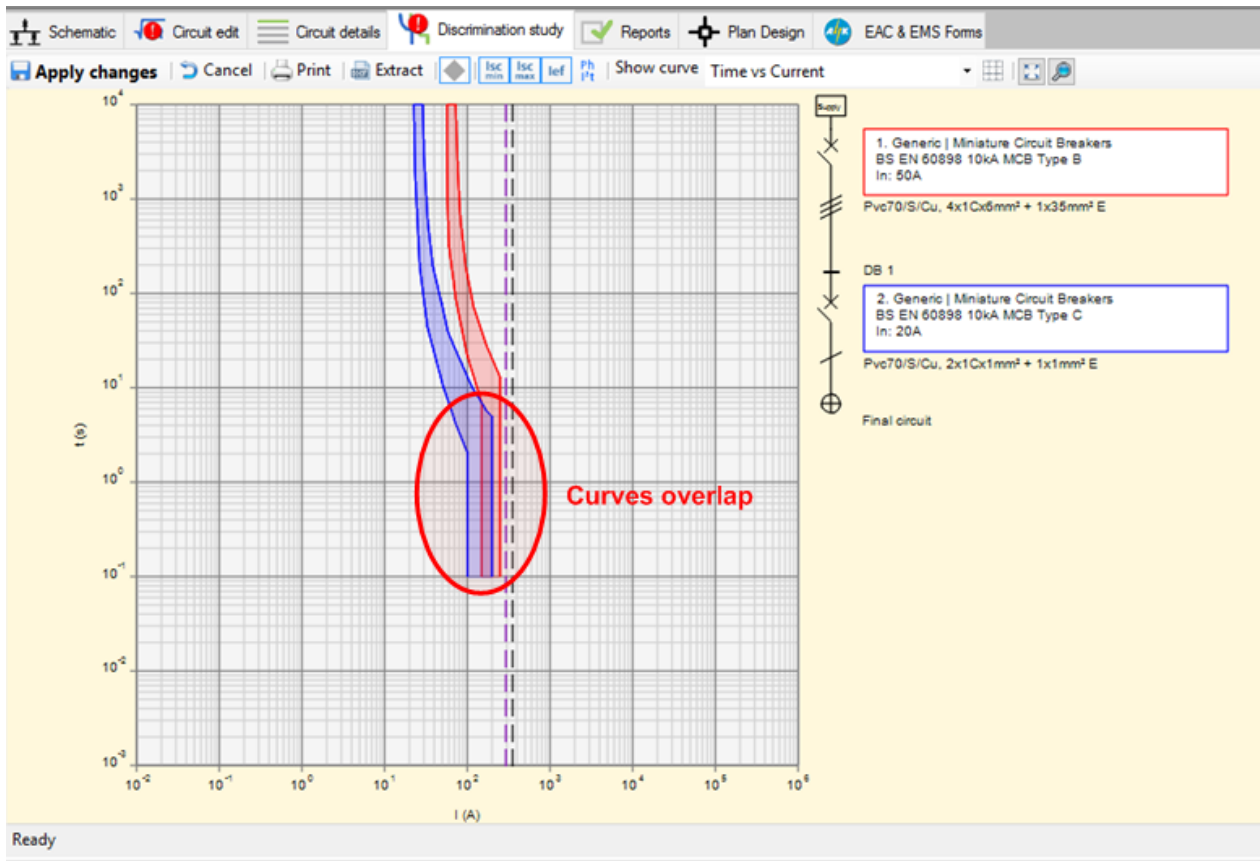 Schematic Circuit edit Circuit details Discrimination study Reports Plan Design EAC & EMS Forms
Apply changes Cancel Print Extract Isc min Isc max Ief Ph I²t Show curve Time vs Current
10⁴
10³
10²
10¹
10⁰
10⁻¹
10⁻²
10⁻³
t (s)
10⁻² 10⁻¹ 10⁰ 10¹ 10² 10³ 10⁴ 10⁵ 10⁶
I (A)
Curves overlap
Supply
1. Generic | Miniature Circuit Breakers
BS EN 60898 10kA MCB Type B
In: 50A
Pvc70/S/Cu, 4x1Cx6mm² + 1x35mm² E
DB 1
2. Generic | Miniature Circuit Breakers
BS EN 60898 10kA MCB Type C
In: 20A
Pvc70/S/Cu, 2x1Cx1mm² + 1x1mm² E
Final circuit
Ready